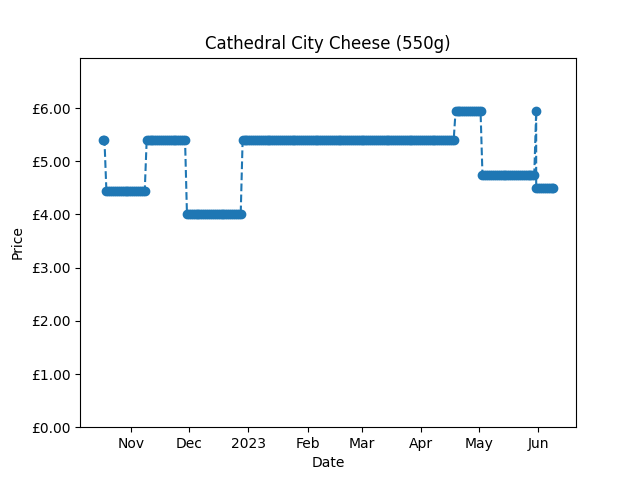 Cathedral City Cheese (550g)
£6.00
£5.00
£4.00
£3.00
£2.00
£1.00
£0.00
Price
Nov Dec 2023 Feb Mar Apr May Jun
Date